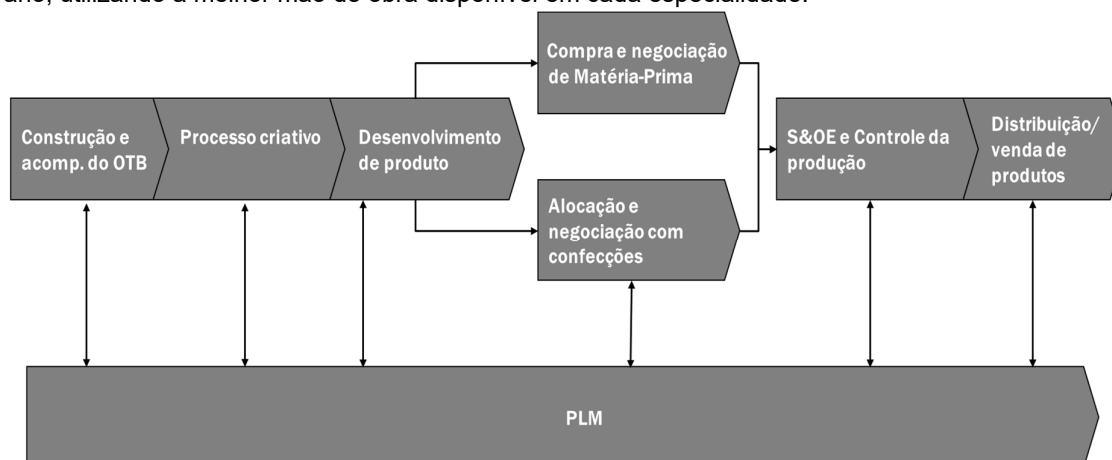 ano, utilizando a melhor mão de obra disponível em cada especialidade.
Compra e negociação
de Matéria-Prima
Construção e
acomp. do OTB
Processo criativo
Desenvolvimento
de produto
S&OE e Controle da
produção
Distribuição/
venda de
produtos
Alocação e
negociação com
confecções
PLM